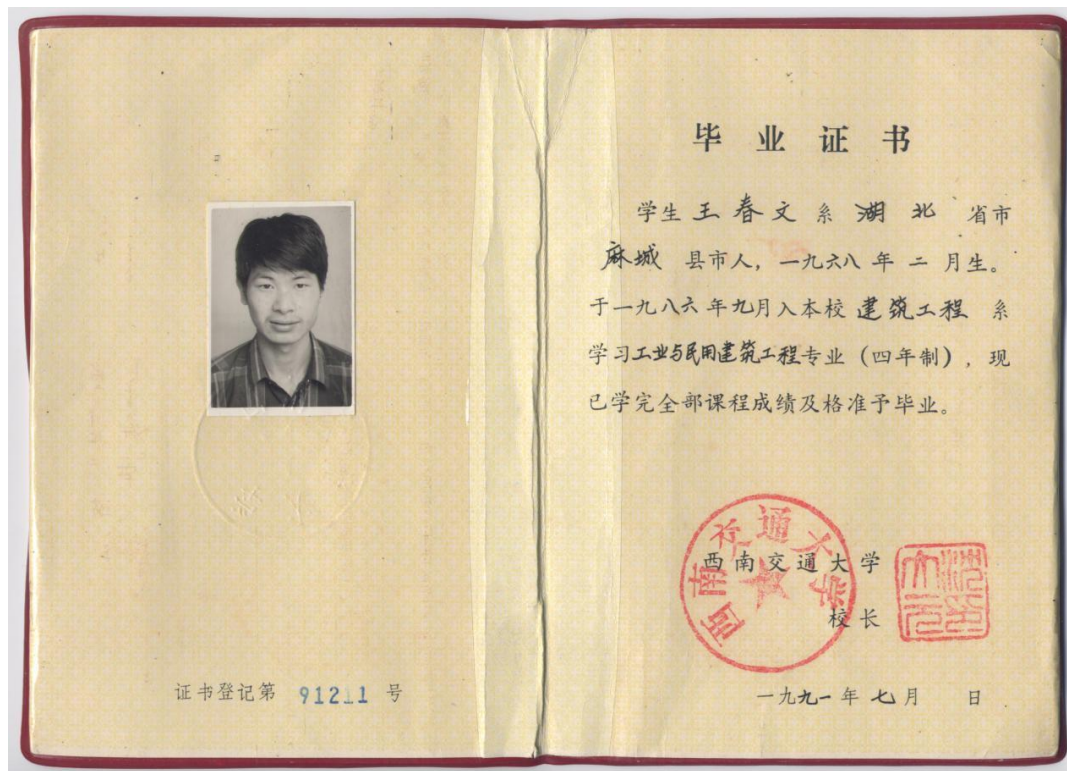 毕业证书
学生王春文系湖北省市
麻城县市人，一九六八年二月生。
于一九八六年九月入本校建筑工程系
学习工业与民用建筑工程专业（四年制），现
已学完全部课程成绩及格准予毕业。
西南交通大学
西南交通大学
校长
一九九一年七月 日
证书登记第 91211 号